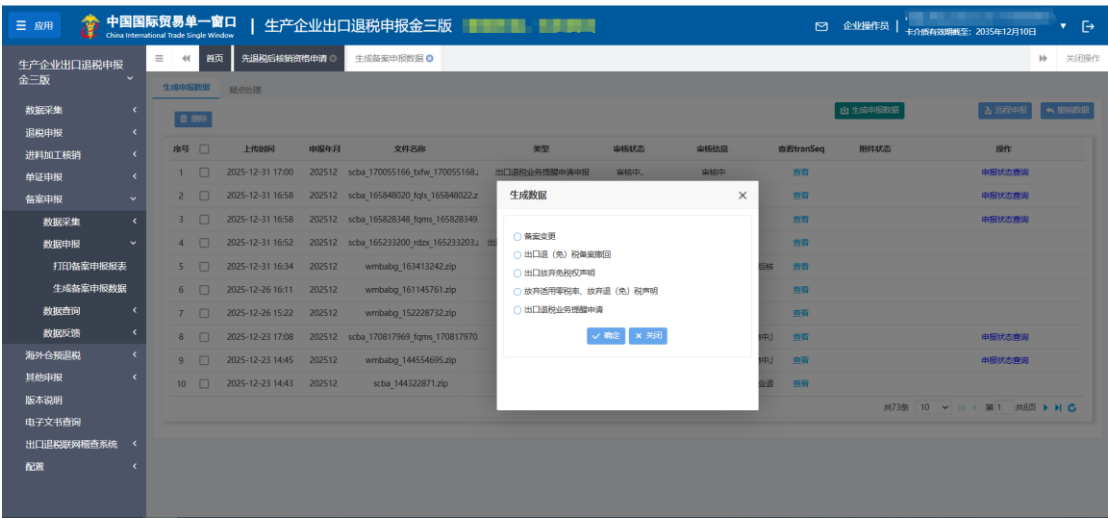 应用 中国国际贸易单一窗口 | 生产企业出口退税申报金三版 企业操作员 |
China International Trade Single Window 卡介质有效期截至: 2035年12月10日
生产企业出口退税申报金三版
首页 先退税后核销资格申请 生成备案申报数据 关闭操作
生成申报数据 疑点处理
数据采集
退税申报
进料加工核销
单证申报
备案申报
数据采集
数据申报
打印备案申报报表
生成备案申报数据
数据查询
数据反馈
海外仓预退税
其他申报
版本说明
电子文书查询
出口退税联网稽查系统
配置
删除 生成申报数据 远程申报 撤销数据
序号 上传时间 申报年月 文件名称 类型 审核状态 审核信息 查看tranSeq 附件状态 操作
1 2025-12-31 17:00 202512 scba_170055166_txfw_170055168.z 出口退税业务提醒申请申报 审核中.. 审核中 查看 申报状态查询
2 2025-12-31 16:58 202512 scba_165848020_fqls_165848022.z 查看 申报状态查询
3 2025-12-31 16:58 202512 scba_165828348_fqms_165828349. 查看 申报状态查询
4 2025-12-31 16:52 202512 scba_165233200_rdzx_165233203.z 查看
5 2025-12-31 16:34 202512 wmbabg_163413242.zip 后续 查看
6 2025-12-26 16:11 202512 wmbabg_161145761.zip 查看
7 2025-12-26 15:22 202512 wmbabg_152228732.zip 查看
8 2025-12-23 17:08 202512 scba_170817969_fqms_170817970. 查看 申报状态查询
9 2025-12-23 14:45 202512 wmbabg_144554695.zip 查看 申报状态查询
10 2025-12-23 14:43 202512 scba_144322871.zip 查看
共73条 10 第 1 共8页
生成数据
备案变更
出口退（免）税备案撤回
出口放弃免税权声明
放弃适用零税率、放弃退（免）税声明
出口退税业务提醒申请
确定 关闭